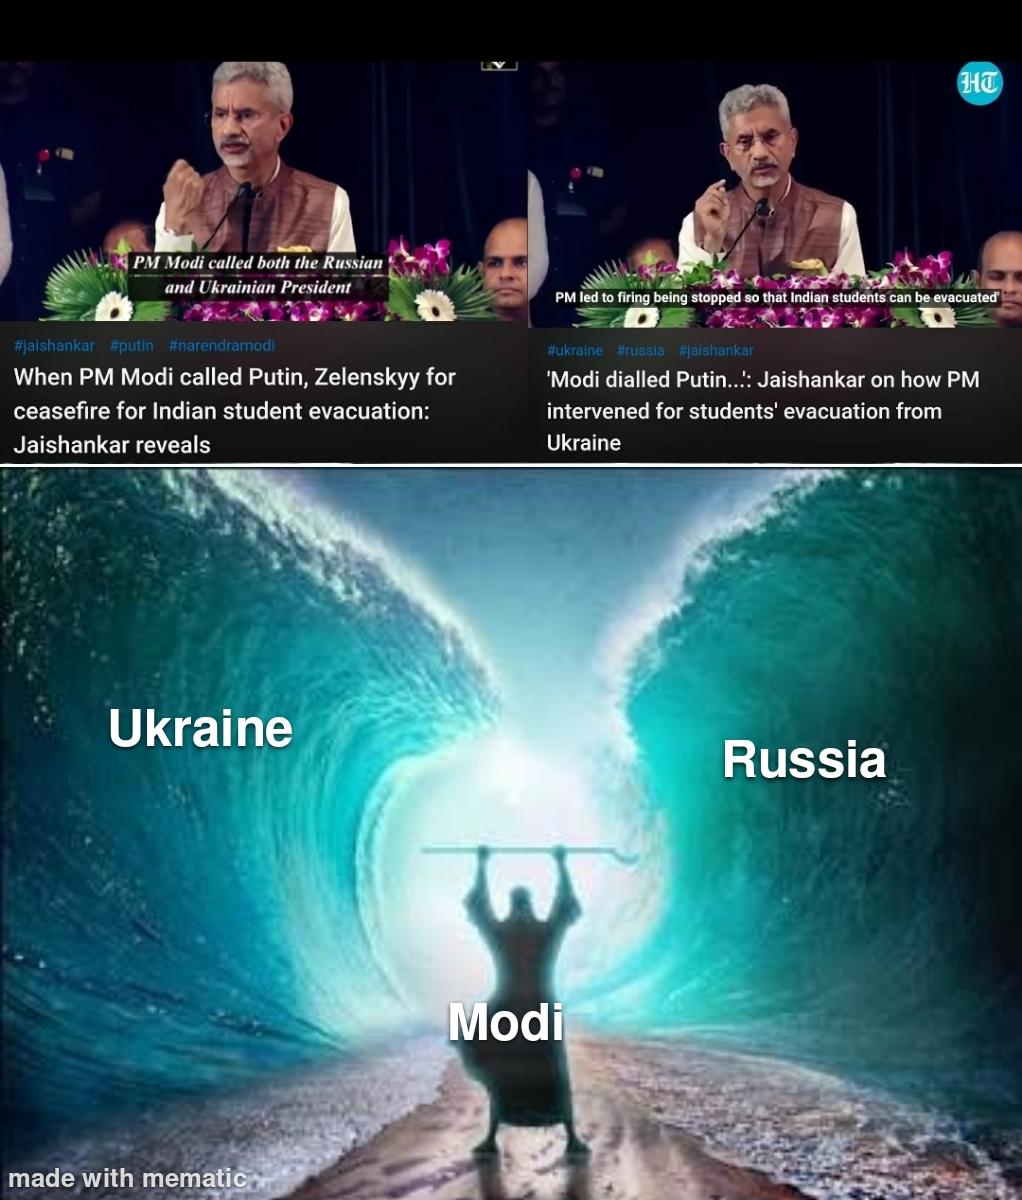 HT
PM Modi called both the Russian
and Ukrainian President
PM led to firing being stopped so that Indian students can be evacuated'
#jaishankar #putin #narendramodi
When PM Modi called Putin, Zelenskyy for
ceasefire for Indian student evacuation:
Jaishankar reveals
#ukraine #russia #jaishankar
'Modi dialled Putin...': Jaishankar on how PM
intervened for students' evacuation from
Ukraine
Ukraine
Russia
Modi
made with mematic